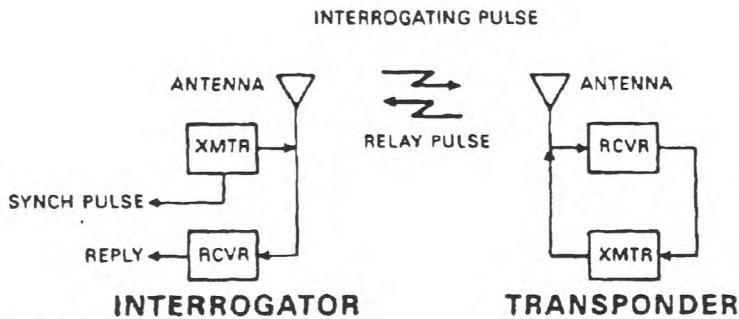 INTERROGATING PULSE
ANTENNA
ANTENNA
XMTR
RELAY PULSE
RCVR
SYNCH PULSE
REPLY
RCVR
XMTR
INTERROGATOR
TRANSPONDER